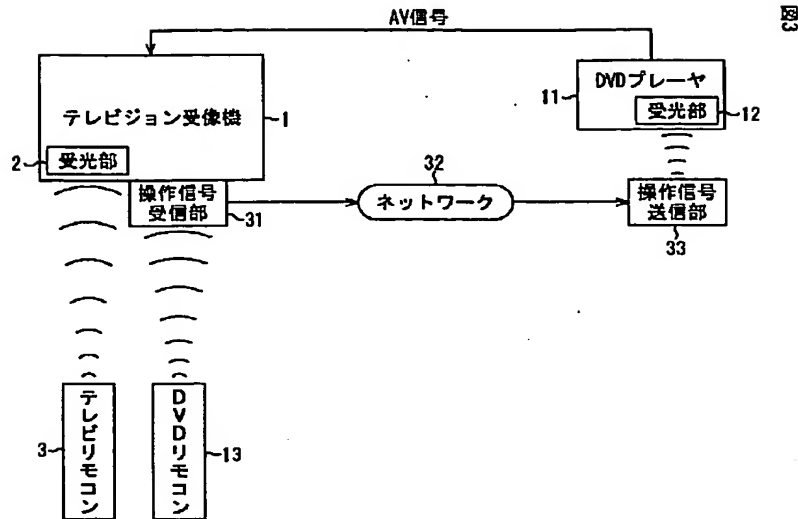 図3
AV信号
テレビジョン受像機
1
2
受光部
操作信号
受信部
31
32
ネットワーク
DVDプレーヤ
11
受光部
12
操作信号
送信部
33
テレビリモコン
3
DVDリモコン
13